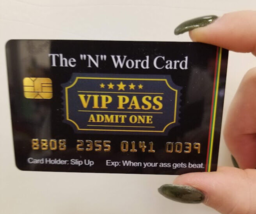 The "N" Word Card
VIP PASS
ADMIT ONE
8808 2355 0141 0039
Card Holder: Slip Up Exp: When your ass gets beat.